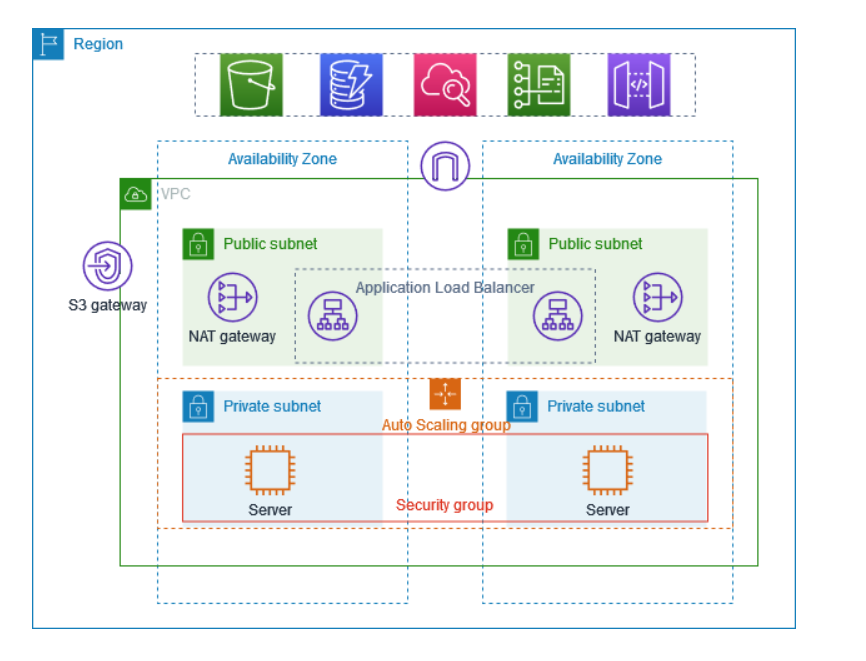 Region
Availability Zone
Availability Zone
VPC
Public subnet
Public subnet
Application Load Balancer
S3 gateway
NAT gateway
NAT gateway
Private subnet
Private subnet
Auto Scaling group
Security group
Server
Server